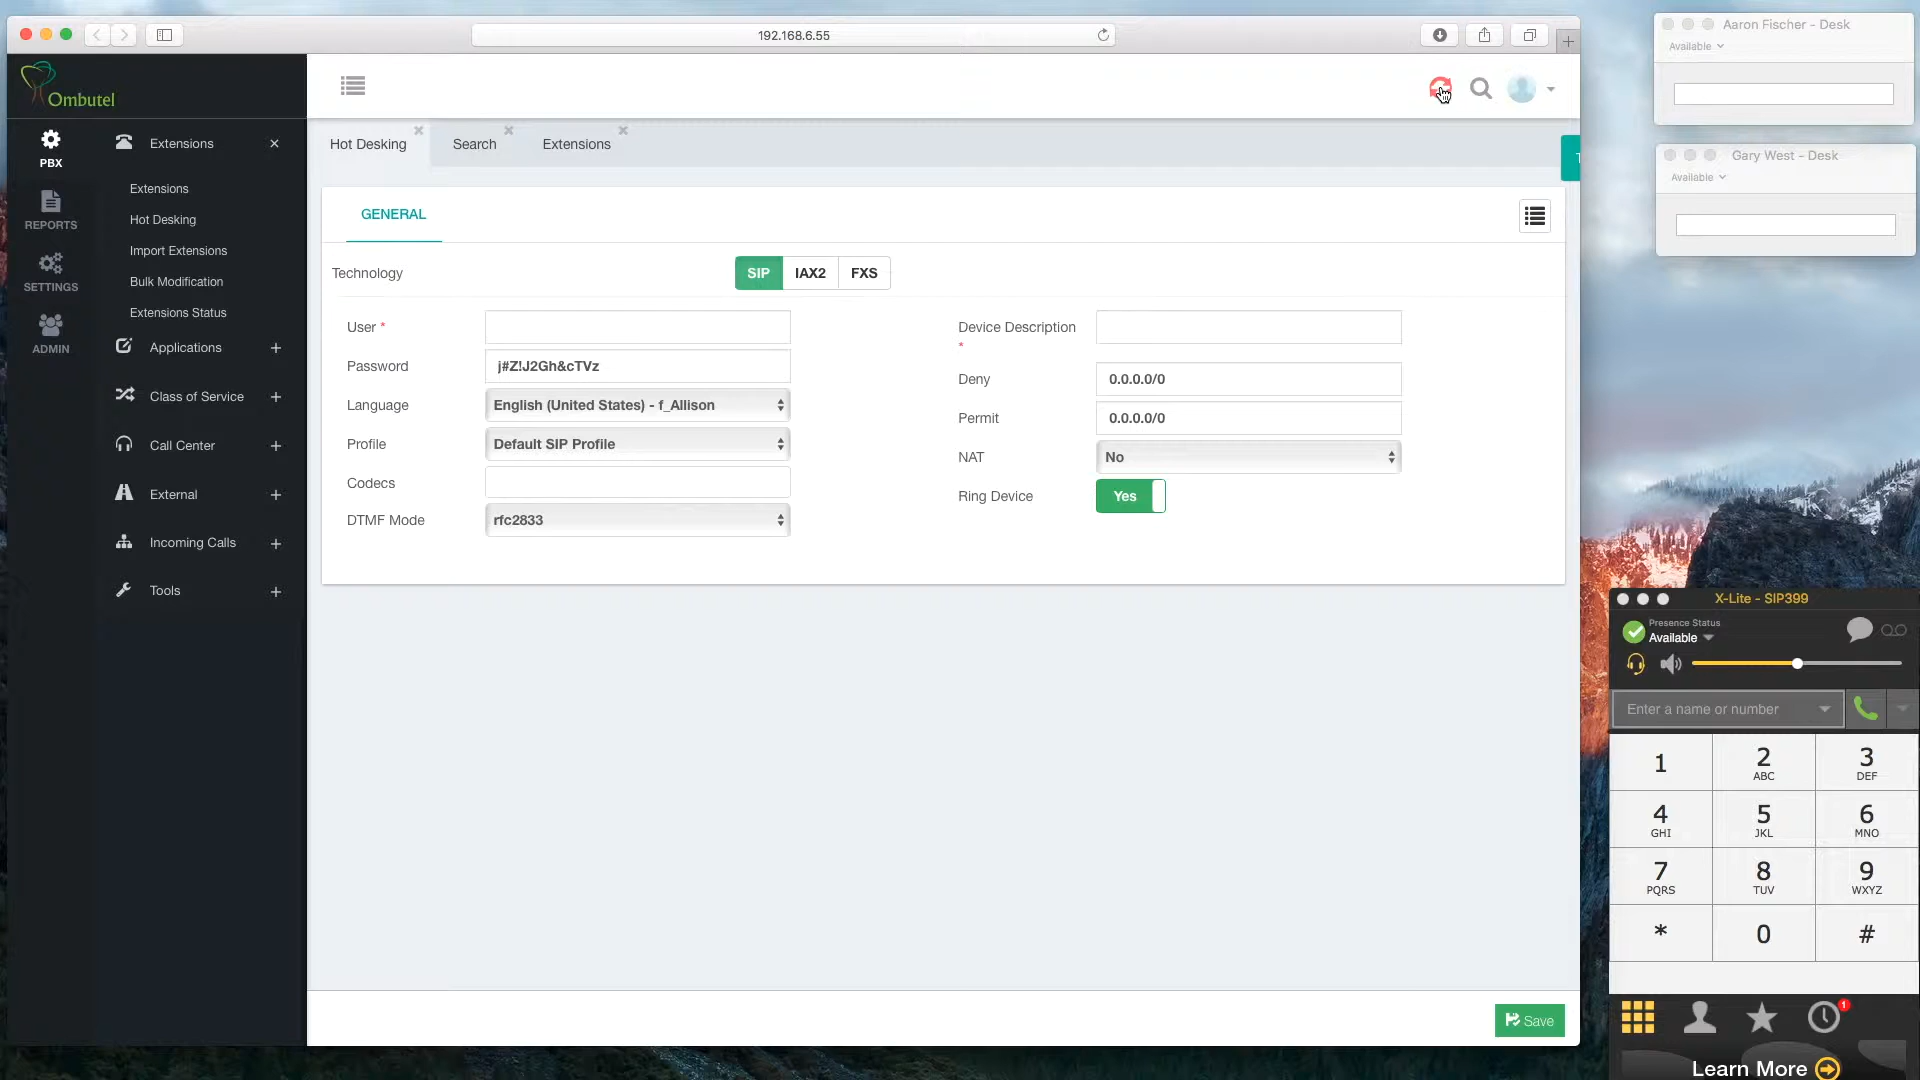 192.168.6.55
Ombutel
PBX
REPORTS
SETTINGS
ADMIN
Extensions
Extensions
Hot Desking
Import Extensions
Bulk Modification
Extensions Status
Applications
Class of Service
Call Center
External
Incoming Calls
Tools
Hot Desking
Search
Extensions
GENERAL
Technology
SIP
IAX2
FXS
User *
Password
j#Z!J2Gh&cTVz
Language
English (United States) - f_Allison
Profile
Default SIP Profile
Codecs
DTMF Mode
rfc2833
Device Description
*
Deny
0.0.0.0/0
Permit
0.0.0.0/0
NAT
No
Ring Device
Yes
Save
Aaron Fischer - Desk
Available
Gary West - Desk
Available
X-Lite - SIP399
Presence Status
Available
Enter a name or number
1
2
ABC
3
DEF
4
GHI
5
JKL
6
MNO
7
PQRS
8
TUV
9
WXYZ
*
0
#
1
Learn More